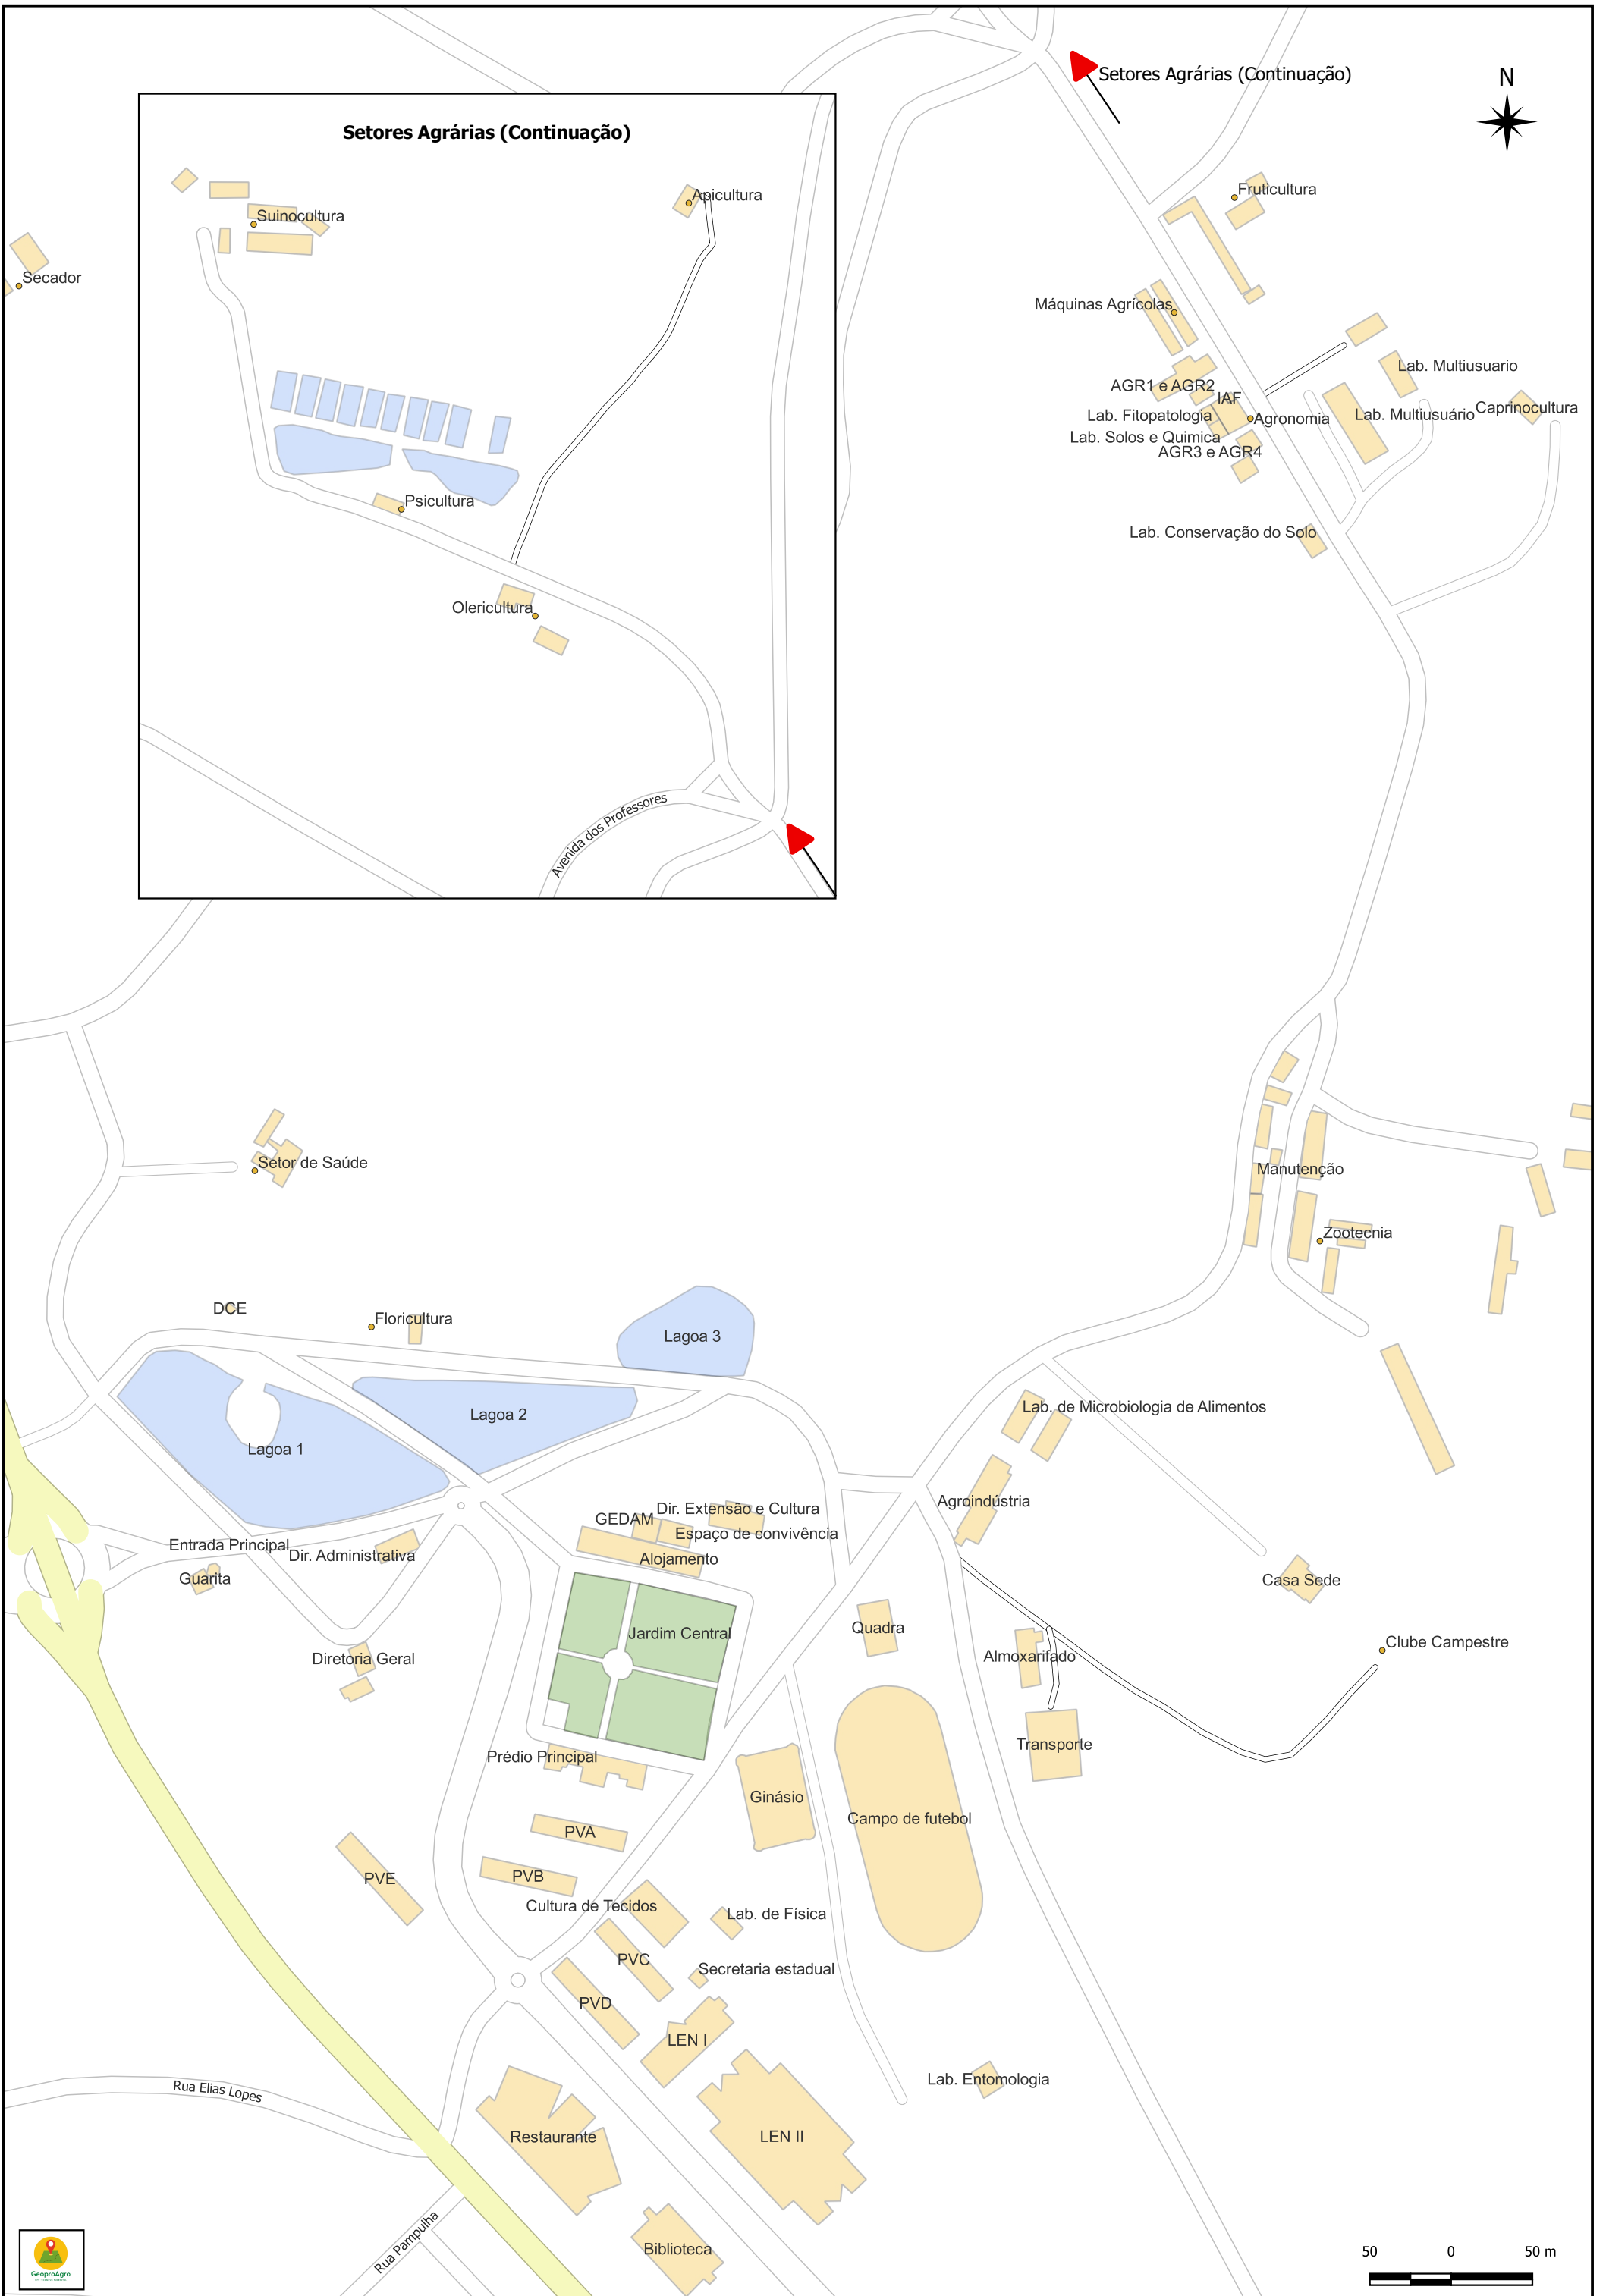 Setores Agrárias (Continuação)
N
Setores Agrárias (Continuação)
Fruticultura
Apicultura
Suinocultura
Secador
Máquinas Agrícolas
Lab. Multiusuario
AGR1 e AGR2
IAF
Caprinocultura
Lab. Fitopatologia
Agronomia
Lab. Multiusuário
Lab. Solos e Quimica
AGR3 e AGR4
Psicultura
Lab. Conservação do Solo
Olericultura
Avenida dos Professores
Setor de Saúde
Manutenção
Zootecnia
DCE
Floricultura
Lagoa 3
Lagoa 2
Lab. de Microbiologia de Alimentos
Lagoa 1
Agroindústria
Dir. Extensão e Cultura
GEDAM
Espaço de convivência
Entrada Principal
Dir. Administrativa
Alojamento
Guarita
Casa Sede
Quadra
Jardim Central
Clube Campestre
Diretoria Geral
Almoxarifado
Transporte
Prédio Principal
Ginásio
Campo de futebol
PVA
PVB
PVE
Cultura de Tecidos
Lab. de Física
PVC
Secretaria estadual
PVD
LEN I
Lab. Entomologia
Rua Elias Lopes
Restaurante
LEN II
Rua Pampulha
Biblioteca
50 0 50 m
GeoproAgro